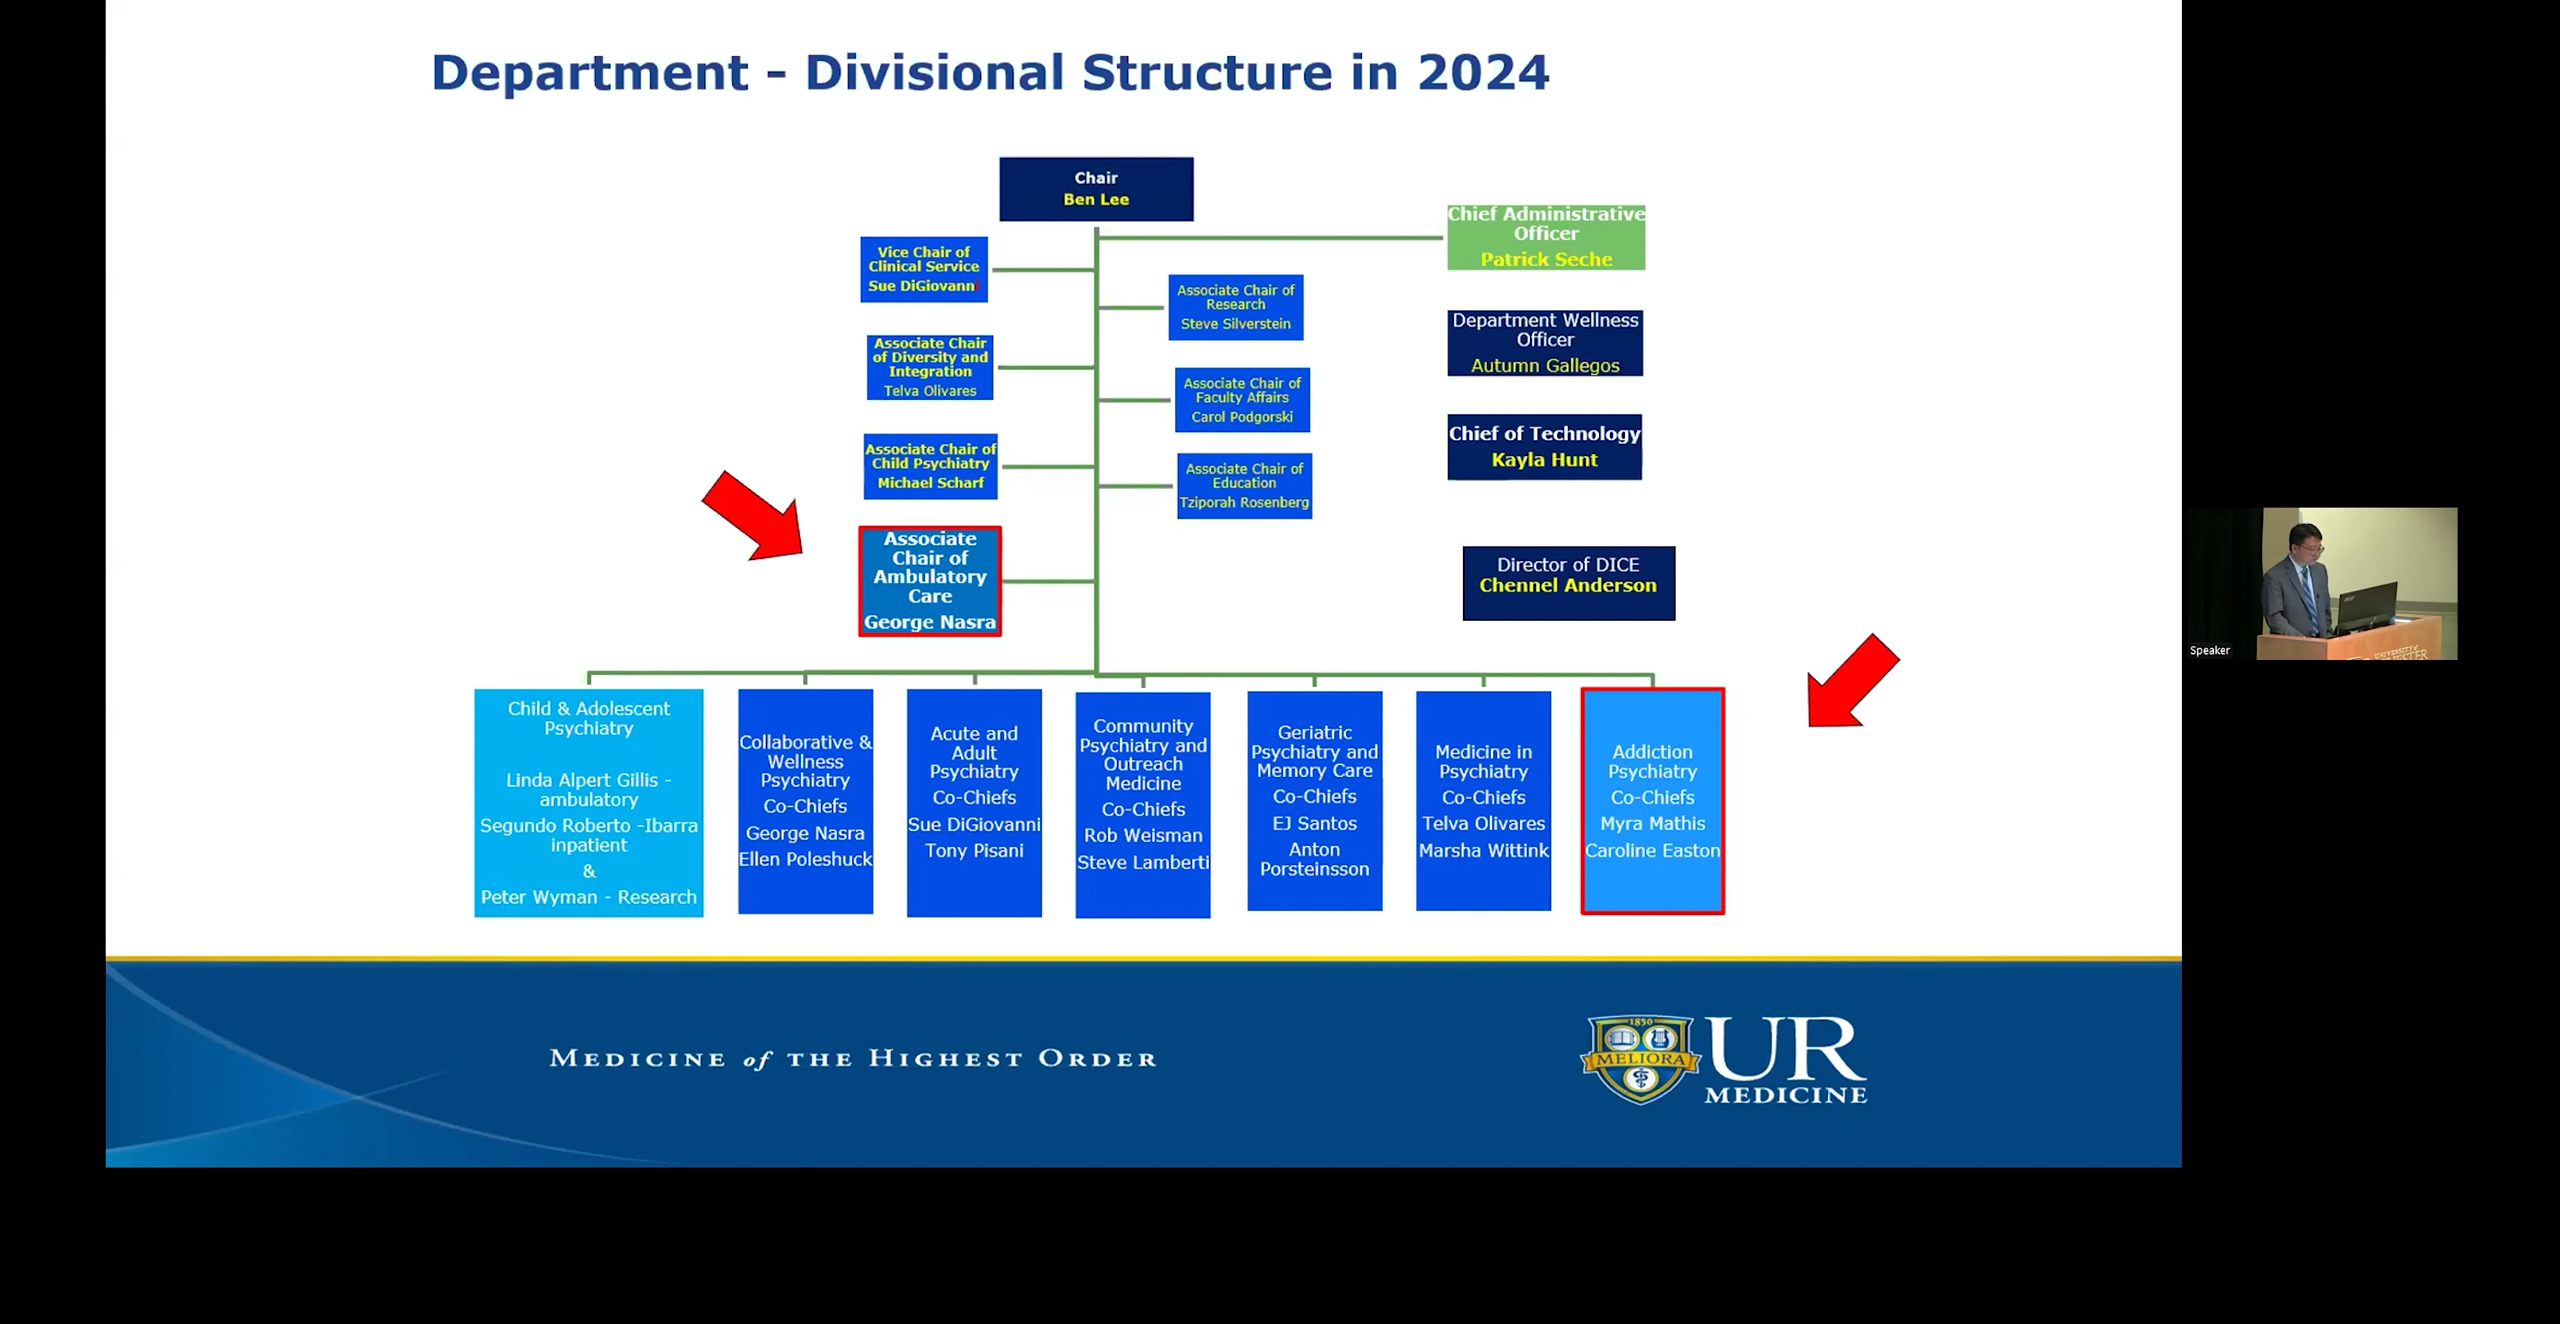 Department - Divisional Structure in 2024
Chair
Ben Lee
Chief Administrative
Officer
Patrick Seche
Vice Chair of
Clinical Service
Sue DiGiovanni
Associate Chair of
Research
Steve Silverstein
Department Wellness
Officer
Autumn Gallegos
Associate Chair
of Diversity and
Integration
Telva Olivares
Associate Chair of
Faculty Affairs
Carol Podgorski
Chief of Technology
Kayla Hunt
Associate Chair of
Child Psychiatry
Michael Scharf
Associate Chair of
Education
Tziporah Rosenberg
Associate
Chair of
Ambulatory
Care
George Nasra
Director of DICE
Chennel Anderson
Child & Adolescent
Psychiatry
Linda Alpert Gillis -
ambulatory
Segundo Roberto -Ibarra
inpatient
&
Peter Wyman - Research
Collaborative &
Wellness
Psychiatry
Co-Chiefs
George Nasra
Ellen Poleshuck
Acute and
Adult
Psychiatry
Co-Chiefs
Sue DiGiovanni
Tony Pisani
Community
Psychiatry and
Outreach
Medicine
Co-Chiefs
Rob Weisman
Steve Lamberti
Geriatric
Psychiatry and
Memory Care
Co-Chiefs
EJ Santos
Anton
Porsteinsson
Medicine in
Psychiatry
Co-Chiefs
Telva Olivares
Marsha Wittink
Addiction
Psychiatry
Co-Chiefs
Myra Mathis
Caroline Easton
MEDICINE of THE HIGHEST ORDER
1850
MELIORA
UR
MEDICINE
Speaker